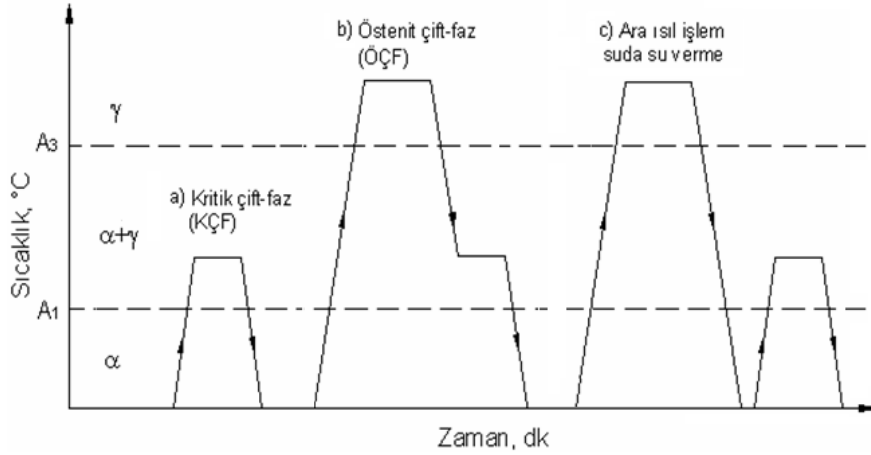 b) Östenit çift-faz
(ÖÇF)
c) Ara ısıl işlem
suda su verme
γ
A3
a) Kritik çift-faz
(KÇF)
α+γ
A1
α
Sıcaklık, °C
Zaman, dk